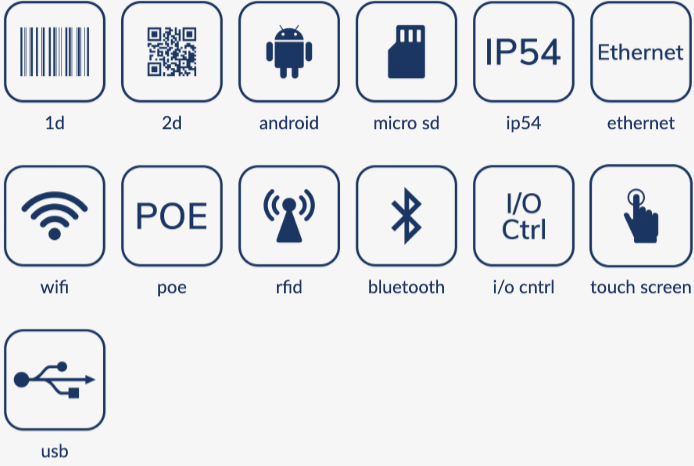 IP54
Ethernet
1d
2d
android
micro sd
ip54
ethernet
POE
I/O
Ctrl
wifi
poe
rfid
bluetooth
i/o cntrl
touch screen
usb